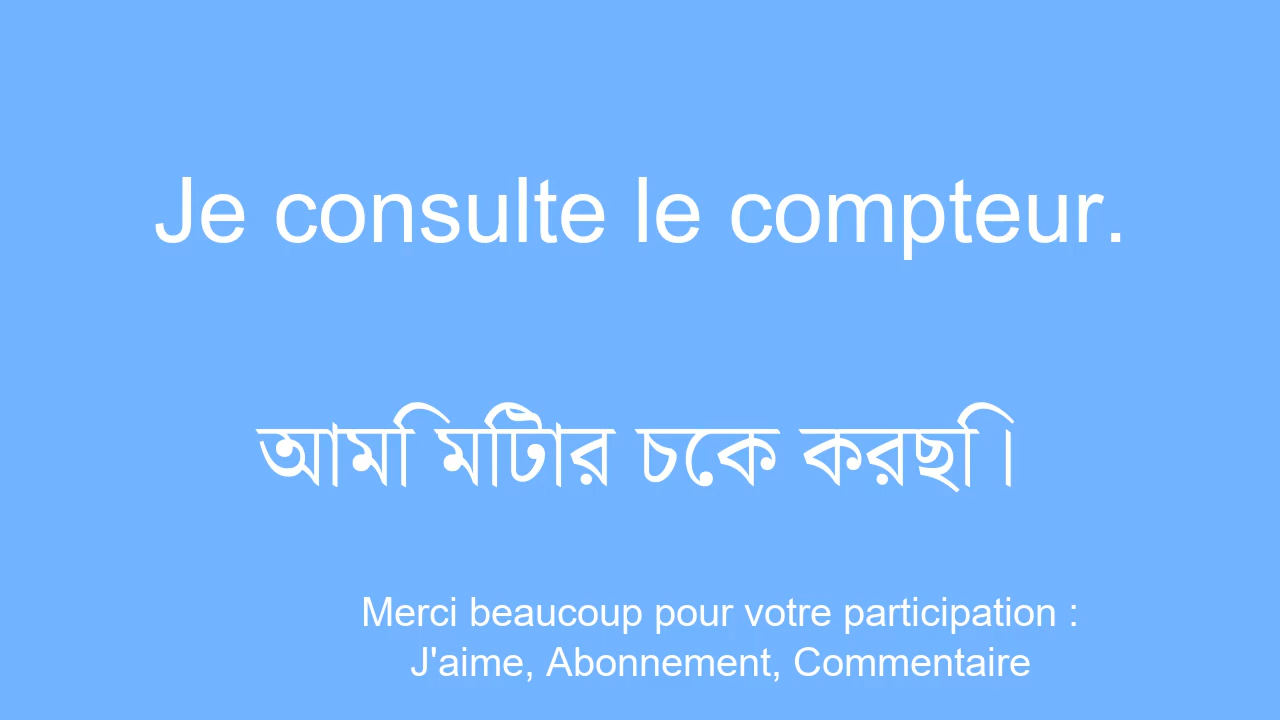 Je consulte le compteur.
আমি মিটার চেক করছি।
Merci beaucoup pour votre participation :
J'aime, Abonnement, Commentaire